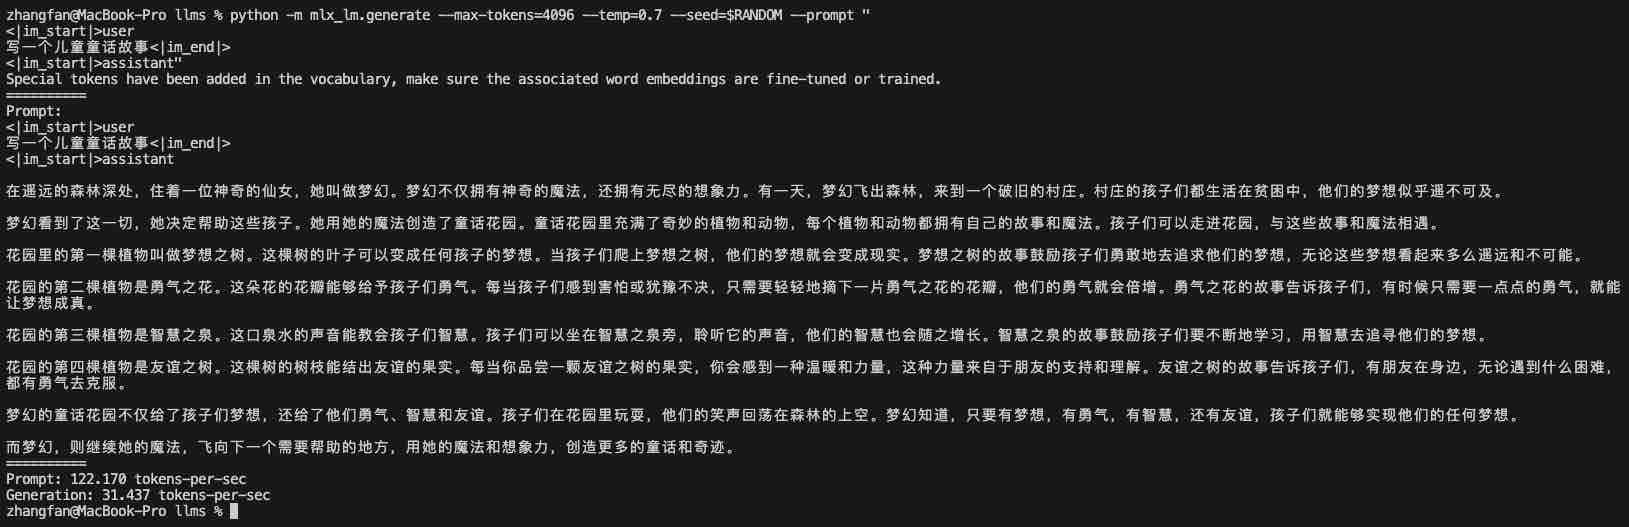 zhangfan@MacBook-Pro llms % python -m mlx_lm.generate --max-tokens=4096 --temp=0.7 --seed=$RANDOM --prompt "
<|im_start|>user
写一个儿童童话故事<|im_end|>
<|im_start|>assistant"
Special tokens have been added in the vocabulary, make sure the associated word embeddings are fine-tuned or trained.
==========
Prompt:
<|im_start|>user
写一个儿童童话故事<|im_end|>
<|im_start|>assistant
在遥远的森林深处，住着一位神奇的仙女，她叫做梦幻。梦幻不仅拥有神奇的魔法，还拥有无尽的想象力。有一天，梦幻飞出森林，来到一个破旧的村庄。村庄的孩子们都生活在贫困中，他们的梦想似乎遥不可及。
梦幻看到了这一切，她决定帮助这些孩子。她用她的魔法创造了童话花园。童话花园里充满了奇妙的植物和动物，每个植物和动物都拥有自己的故事和魔法。孩子们可以走进花园，与这些故事和魔法相遇。
花园里的第一棵植物叫做梦想之树。这棵树的叶子可以变成任何孩子的梦想。当孩子们爬上梦想之树，他们的梦想就会变成现实。梦想之树的故事鼓励孩子们勇敢地去追求他们的梦想，无论这些梦想看起来多么遥远和不可能。
花园的第二棵植物是勇气之花。这朵花的花瓣能够给予孩子们勇气。每当孩子们感到害怕或犹豫不决，只需要轻轻地摘下一片勇气之花的花瓣，他们的勇气就会倍增。勇气之花的故事告诉孩子们，有时候只需要一点点的勇气，就能
让梦想成真。
花园的第三棵植物是智慧之泉。这口泉水的声音能教会孩子们智慧。孩子们可以坐在智慧之泉旁，聆听它的声音，他们的智慧也会随之增长。智慧之泉的故事鼓励孩子们要不断地学习，用智慧去追寻他们的梦想。
花园的第四棵植物是友谊之树。这棵树的树枝能结出友谊的果实。每当你品尝一颗友谊之树的果实，你会感到一种温暖和力量，这种力量来自于朋友的支持和理解。友谊之树的故事告诉孩子们，有朋友在身边，无论遇到什么困难，
都有勇气去克服。
梦幻的童话花园不仅给了孩子们梦想，还给了他们勇气、智慧和友谊。孩子们在花园里玩耍，他们的笑声回荡在森林的上空。梦幻知道，只要有梦想，有勇气，有智慧，还有友谊，孩子们就能够实现他们的任何梦想。
而梦幻，则继续她的魔法，飞向下一个需要帮助的地方，用她的魔法和想象力，创造更多的童话和奇迹。
==========
Prompt: 122.170 tokens-per-sec
Generation: 31.437 tokens-per-sec
zhangfan@MacBook-Pro llms %